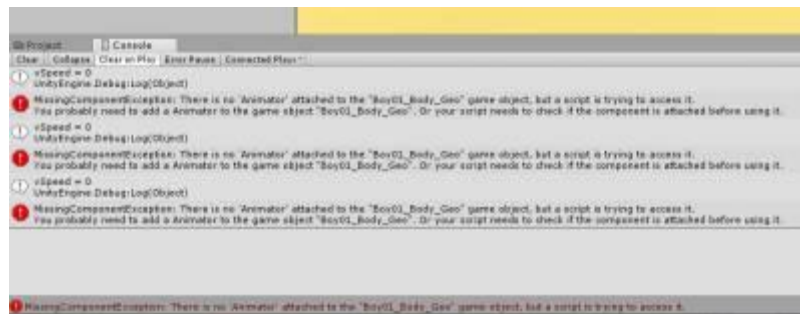 Project Console
Clear Collapse Clear on Play Error Pause Connected Player
vSpeed = 0
UnityEngine.Debug:Log(Object)
MissingComponentException: There is no 'Animator' attached to the "Boy01_Body_Geo" game object, but a script is trying to access it.
You probably need to add a Animator to the game object "Boy01_Body_Geo". Or your script needs to check if the component is attached before using it.
vSpeed = 0
UnityEngine.Debug:Log(Object)
MissingComponentException: There is no 'Animator' attached to the "Boy01_Body_Geo" game object, but a script is trying to access it.
You probably need to add a Animator to the game object "Boy01_Body_Geo". Or your script needs to check if the component is attached before using it.
vSpeed = 0
UnityEngine.Debug:Log(Object)
MissingComponentException: There is no 'Animator' attached to the "Boy01_Body_Geo" game object, but a script is trying to access it.
You probably need to add a Animator to the game object "Boy01_Body_Geo". Or your script needs to check if the component is attached before using it.
MissingComponentException: There is no 'Animator' attached to the "Boy01_Body_Geo" game object, but a script is trying to access it.